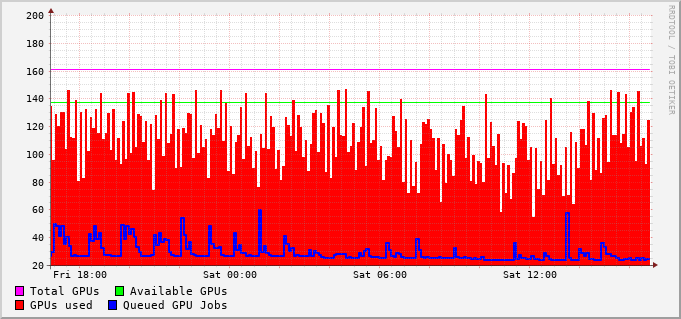 RRDTOOL / TOBI OETIKER
200
180
160
140
120
100
80
60
40
20
Fri 18:00 Sat 00:00 Sat 06:00 Sat 12:00
Total GPUs Available GPUs
GPUs used Queued GPU Jobs